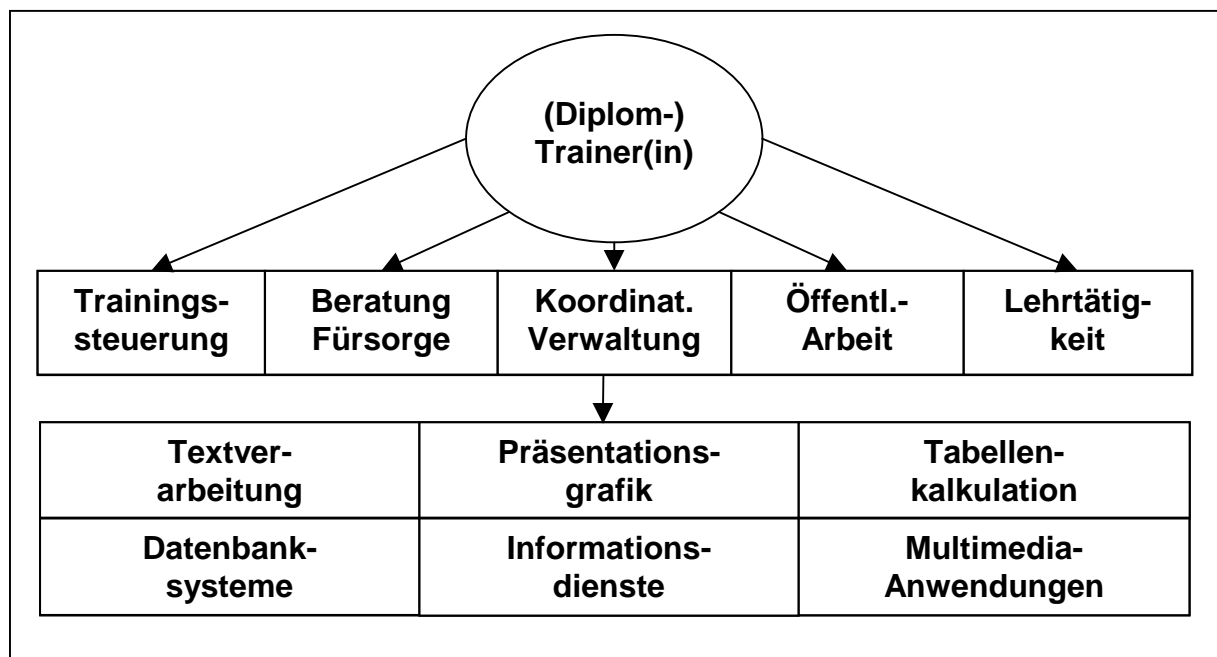 (Diplom-)
Trainer(in)
Trainings-
steuerung
Beratung
Fürsorge
Koordinat.
Verwaltung
Öffentl.-
Arbeit
Lehrtätig-
keit
Textver-
arbeitung
Präsentations-
grafik
Tabellen-
kalkulation
Datenbank-
systeme
Informations-
dienste
Multimedia-
Anwendungen